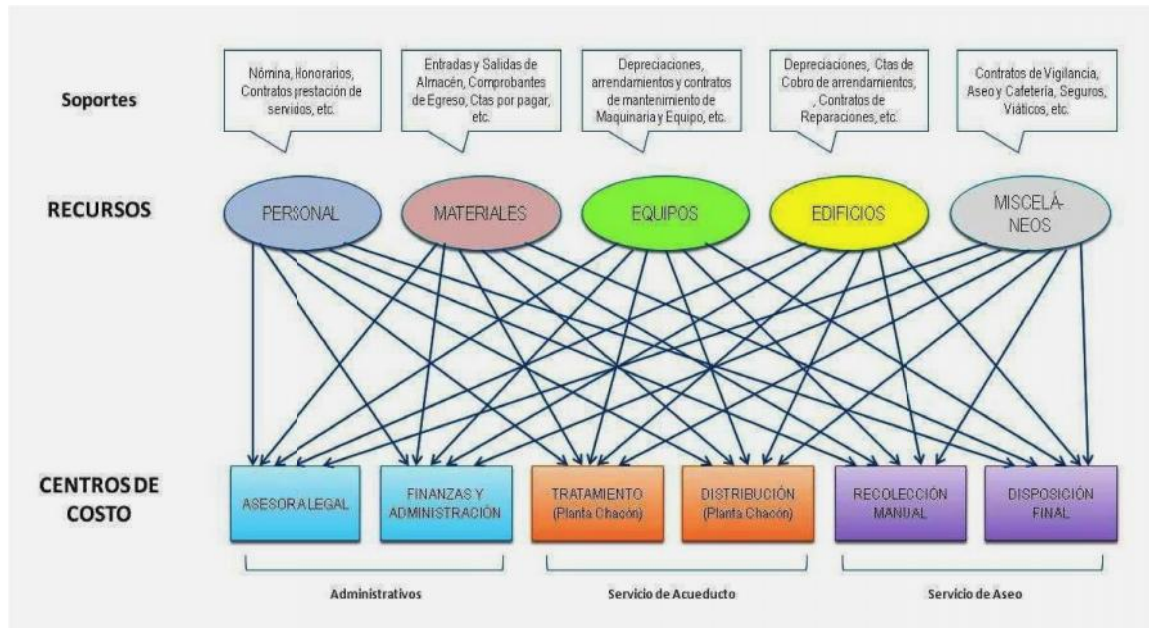 Soportes
Nómina, Honorarios,
Contratos prestación de
servicios, etc.
Entradas y Salidas de
Almacén, Comprobantes
de Egreso, Ctas por pagar,
etc.
Depreciaciones,
arrendamientos y contratos
de mantenimiento de
Maquinaria y Equipo, etc.
Depreciaciones, Ctas de
Cobro de arrendamientos,
, Contratos de
Reparaciones, etc.
Contratos de Vigilancia,
Aseo y Cafetería, Seguros,
Viáticos, etc.
RECURSOS
PERSONAL
MATERIALES
EQUIPOS
EDIFICIOS
MISCELÁ-
NEOS
CENTROS DE
COSTO
ASESORA LEGAL
FINANZAS Y
ADMINISTRACIÓN
TRATAMIENTO
(Planta Chacón)
DISTRIBUCIÓN
(Planta Chacón)
RECOLECCIÓN
MANUAL
DISPOSICIÓN
FINAL
Administrativos
Servicio de Acueducto
Servicio de Aseo